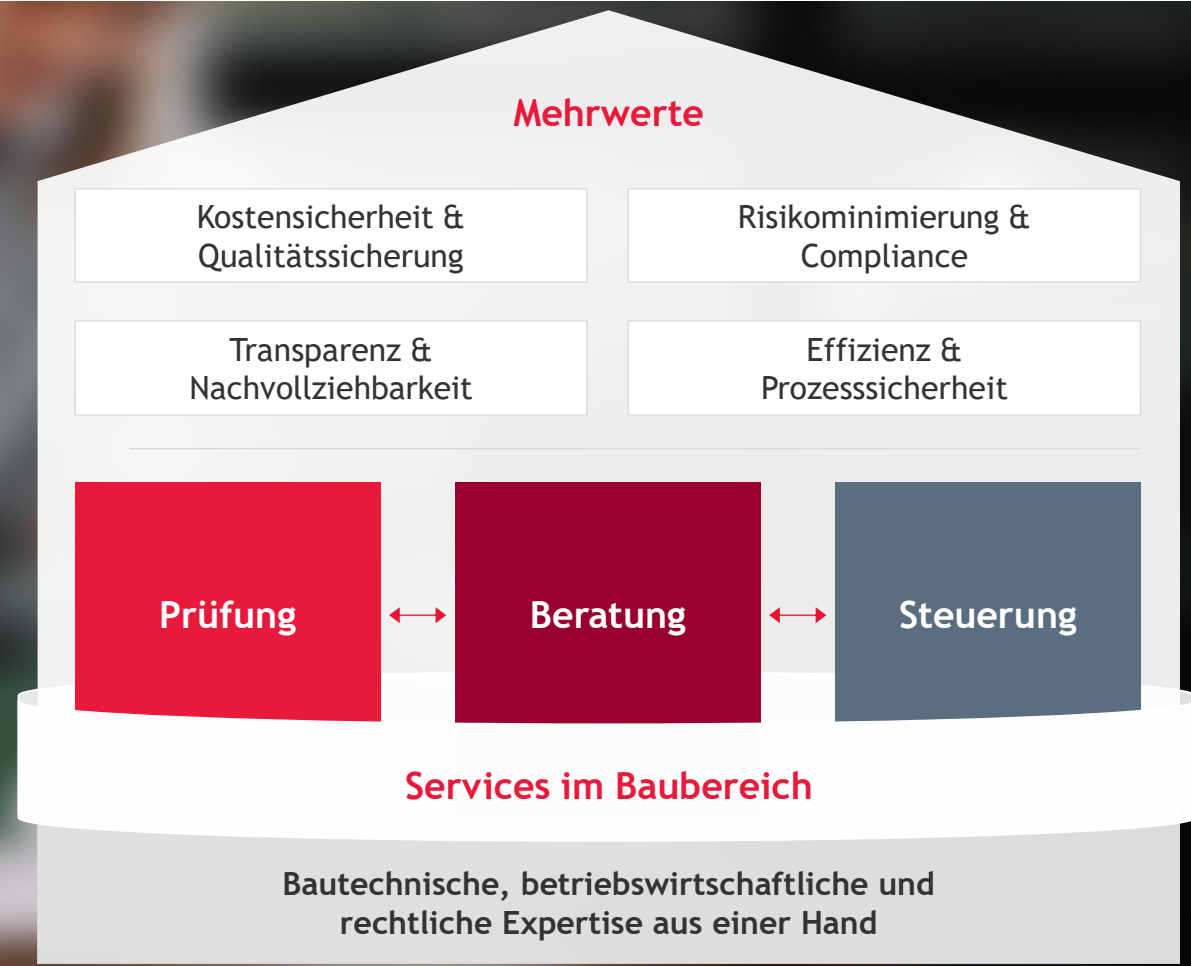 Mehrwerte
Kostensicherheit &
Qualitätssicherung
Risikominimierung &
Compliance
Transparenz &
Nachvollziehbarkeit
Effizienz &
Prozesssicherheit
Prüfung
Beratung
Steuerung
Services im Baubereich
Bautechnische, betriebswirtschaftliche und
rechtliche Expertise aus einer Hand